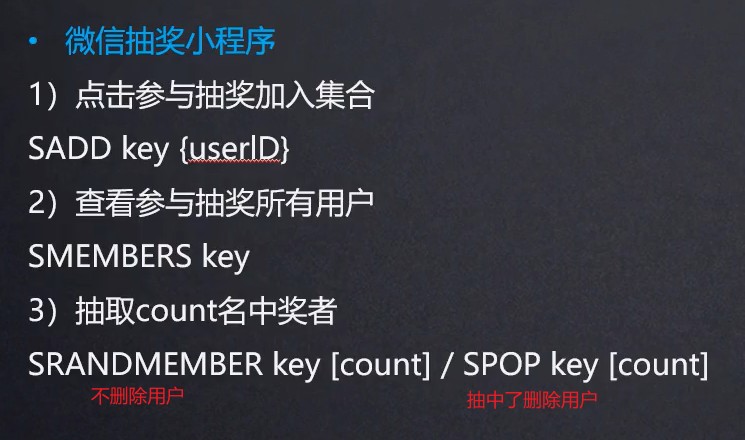 • 微信抽奖小程序
1）点击参与抽奖加入集合
SADD key {userlD}
2）查看参与抽奖所有用户
SMEMBERS key
3）抽取count名中奖者
SRANDMEMBER key [count] / SPOP key [count]
不删除用户 抽中了删除用户